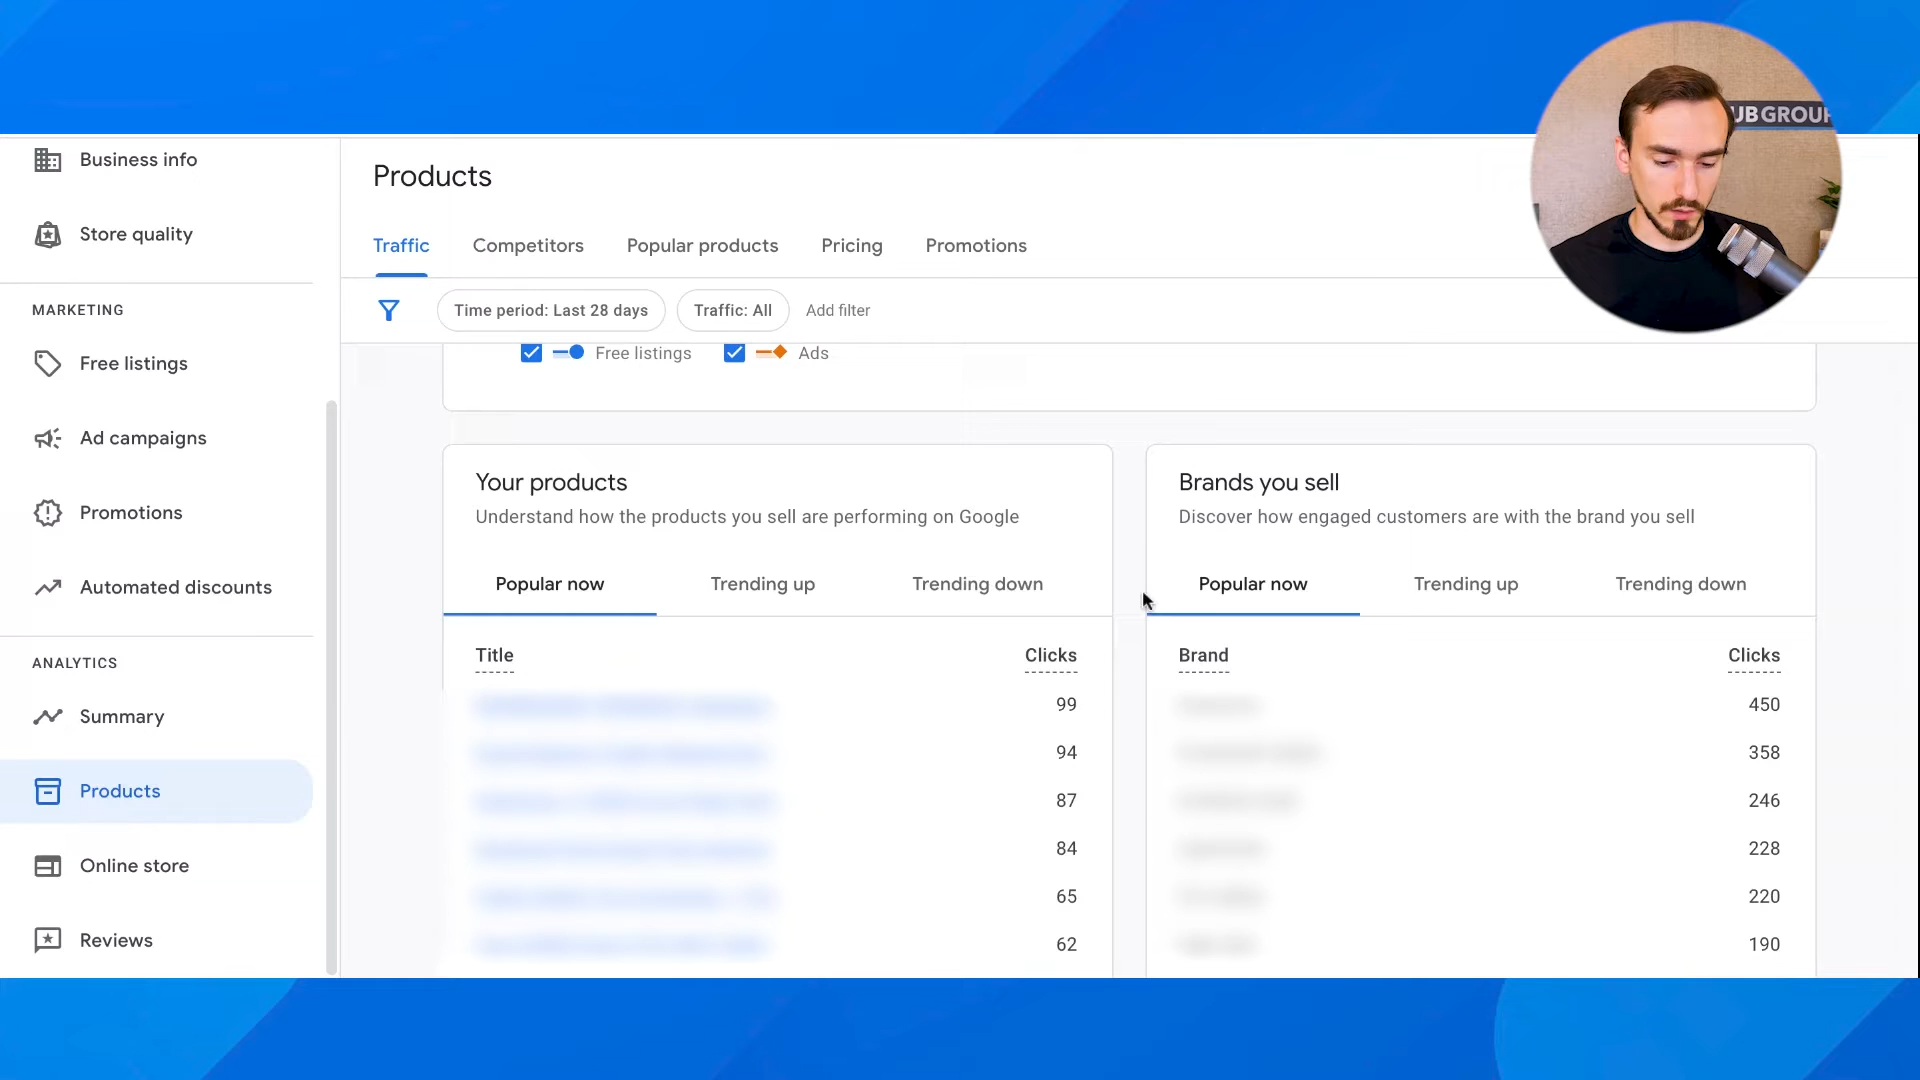 UBGROUP
Business info
Store quality
MARKETING
Free listings
Ad campaigns
Promotions
Automated discounts
ANALYTICS
Summary
Products
Online store
Reviews
Products
Traffic Competitors Popular products Pricing Promotions
Time period: Last 28 days Traffic: All Add filter
Free listings Ads
Your products
Understand how the products you sell are performing on Google
Popular now Trending up Trending down
Title Clicks
99
94
87
84
65
62
Brands you sell
Discover how engaged customers are with the brand you sell
Popular now Trending up Trending down
Brand Clicks
450
358
246
228
220
190